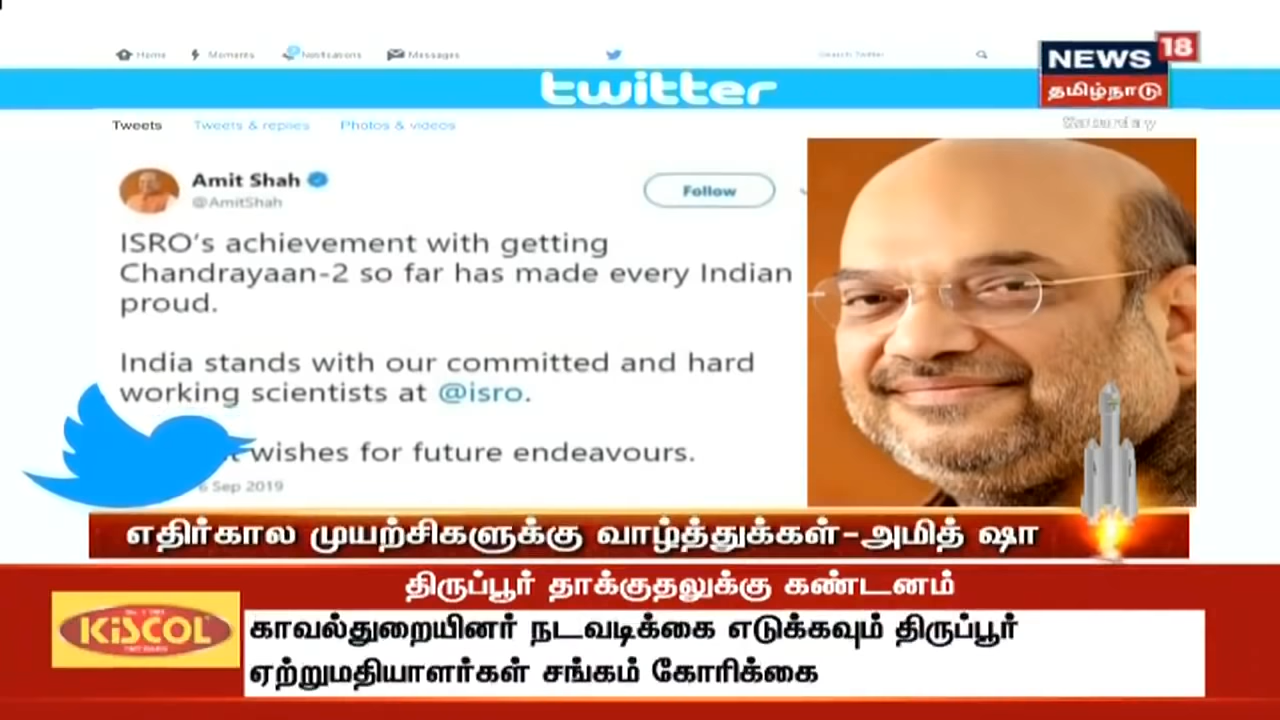 Home
Moments
Notifications
Messages
Search Twitter
NEWS 18
தமிழ்நாடு
twitter
Tweets
Tweets & replies
Photos & videos
Saturday
Amit Shah
@AmitShah
Follow
ISRO's achievement with getting
Chandrayaan-2 so far has made every Indian
proud.
India stands with our committed and hard
working scientists at @isro.
wishes for future endeavours.
6 Sep 2019
எதிர்கால முயற்சிகளுக்கு வாழ்த்துக்கள்-அமித் ஷா
திருப்பூர் தாக்குதலுக்கு கண்டனம்
KiSCOL
காவல்துறையினர் நடவடிக்கை எடுக்கவும் திருப்பூர்
ஏற்றுமதியாளர்கள் சங்கம் கோரிக்கை